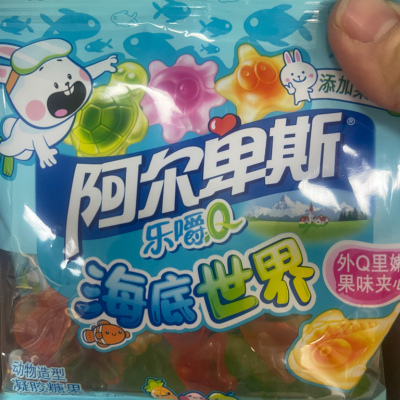 添加果
阿尔卑斯®
乐嚼Q
海底世界
外Q里嫩
果味夹心
动物造型
凝胶糖果